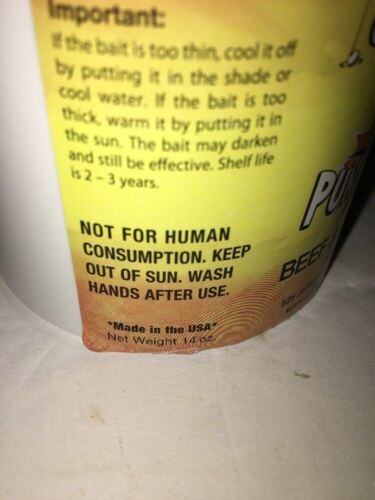 Important:
If the bait is too thin, cool it off
by putting it in the shade or
cool water. If the bait is too
thick, warm it by putting it in
the sun. The bait may darken
and still be effective. Shelf life
is 2 – 3 years.
NOT FOR HUMAN
CONSUMPTION. KEEP
OUT OF SUN. WASH
HANDS AFTER USE.
*Made in the USA*
Net Weight 14 oz.
BEEF